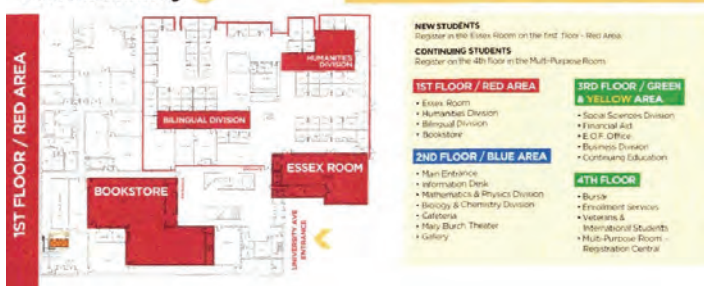 1ST FLOOR / RED AREA
HUMANITIES
DIVISION
BILINGUAL DIVISION
ESSEX ROOM
BOOKSTORE
UNIVERSITY AVE
ENTRANCE
NEW STUDENTS
Register in the Essex Room on the first floor - Red Area.
CONTINUING STUDENTS
Register on the 4th floor in the Multi-Purpose Room.
1ST FLOOR / RED AREA
• Essex Room
• Humanities Division
• Bilingual Division
• Bookstore
2ND FLOOR / BLUE AREA
• Main Entrance
• Information Desk
• Mathematics & Physics Division
• Biology & Chemistry Division
• Cafeteria
• Mary Burch Theater
• Gallery
3RD FLOOR / GREEN
& YELLOW AREA
• Social Sciences Division
• Financial Aid
• E.O.F. Office
• Business Division
• Continuing Education
4TH FLOOR
• Bursar
• Enrollment Services
• Veterans &
International Students
• Multi-Purpose Room -
Registration Central